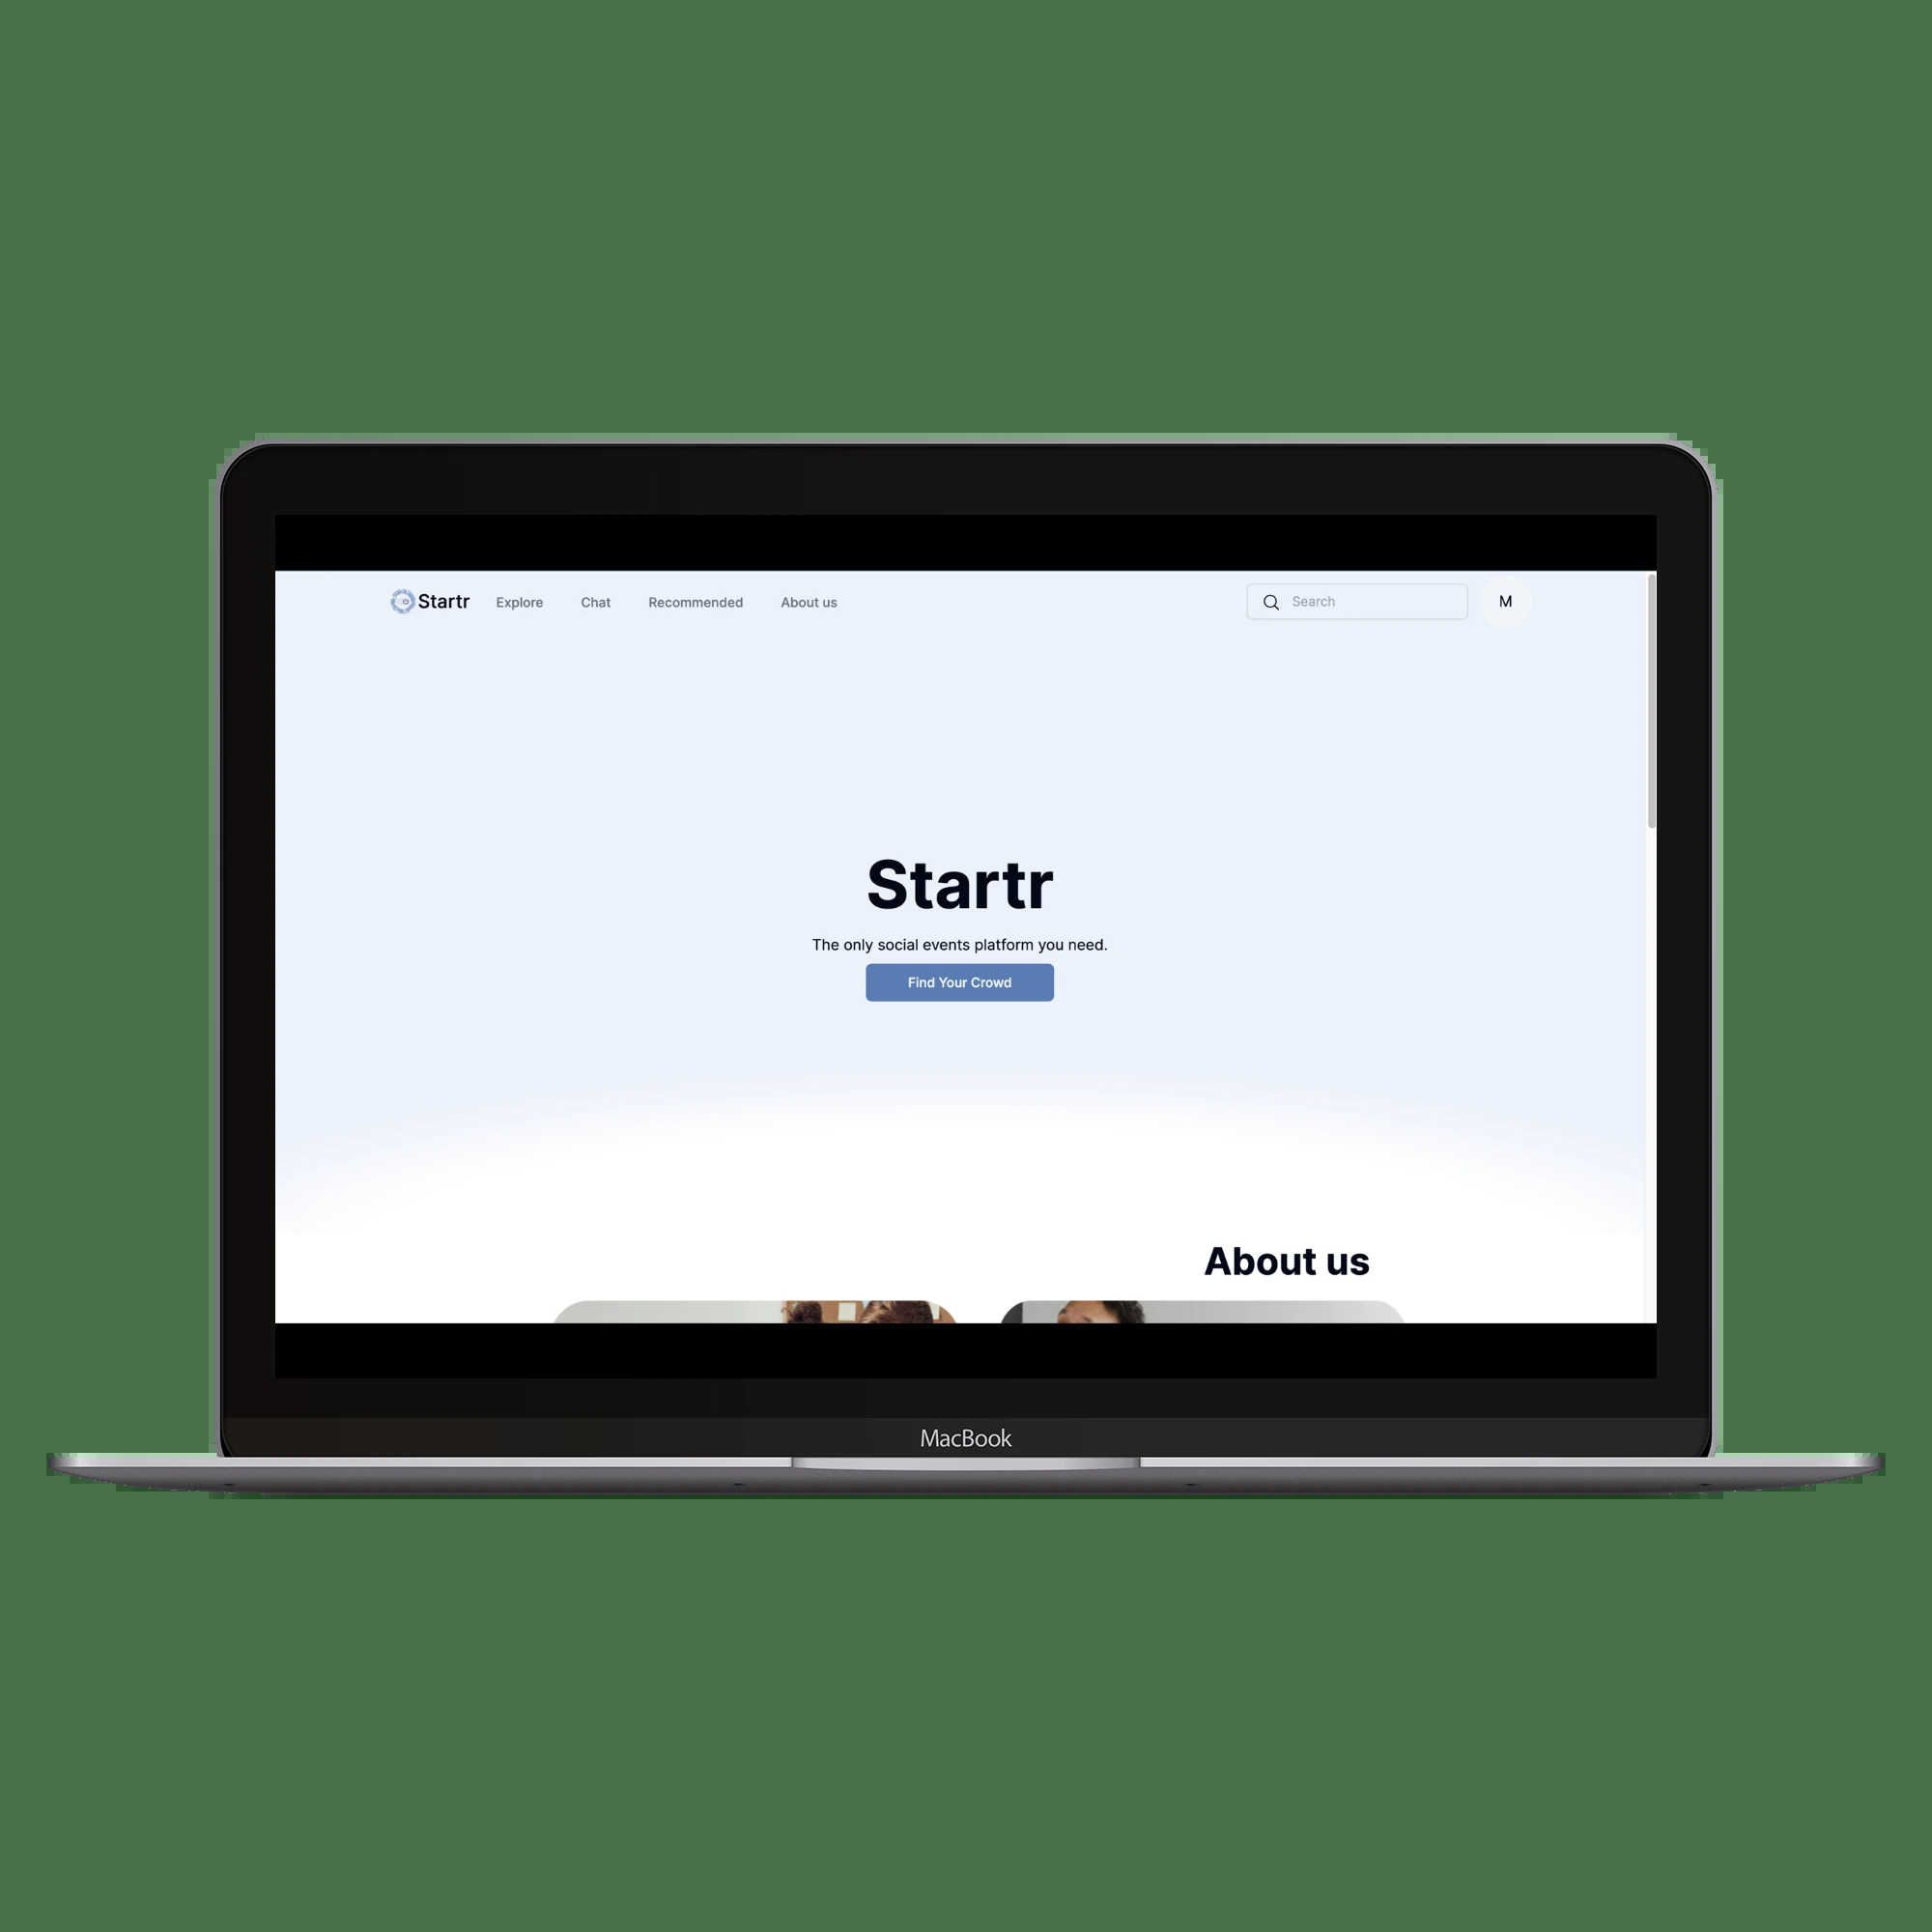 Startr Explore Chat Recommended About us Search M
Startr
The only social events platform you need.
Find Your Crowd
About us
MacBook